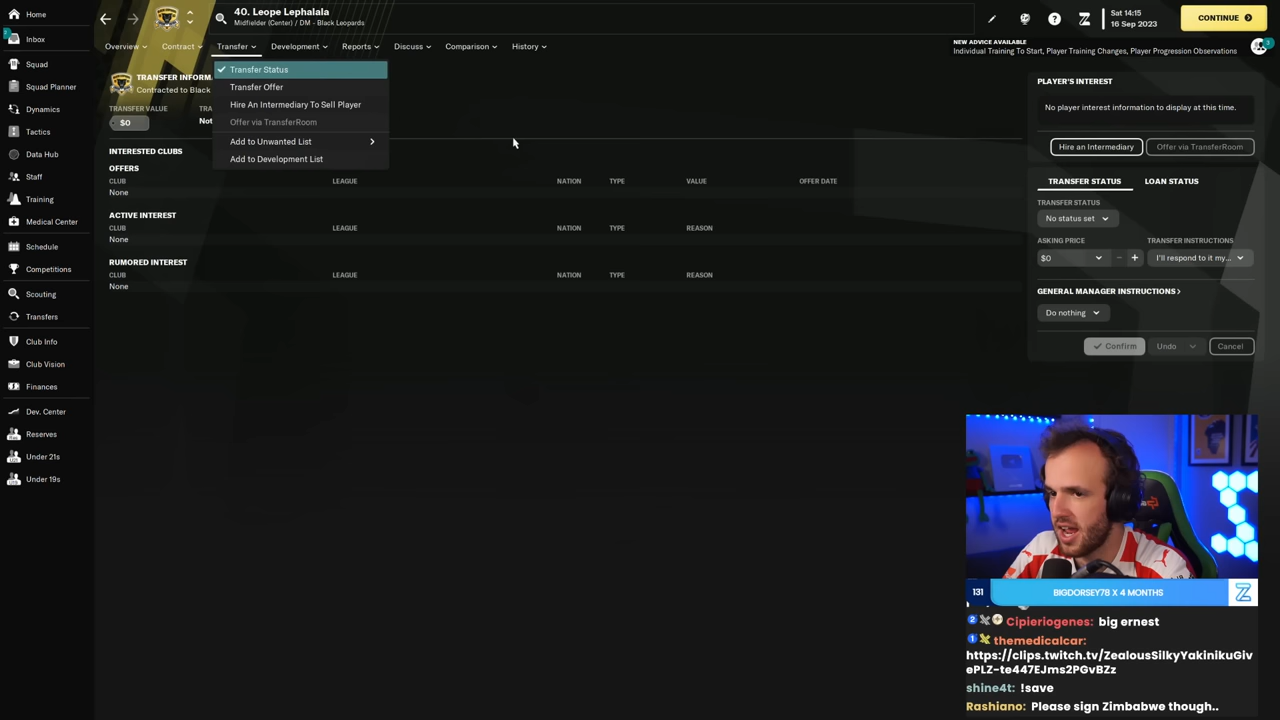 Home
Inbox
Squad
Squad Planner
Dynamics
Tactics
Data Hub
Staff
Training
Medical Center
Schedule
Competitions
Scouting
Transfers
Club Info
Club Vision
Finances
Dev. Center
Reserves
Under 21s
Under 19s
40. Leope Lephalala
Midfielder (Center) / DM - Black Leopards
Sat 14:15
16 Sep 2023
CONTINUE
Overview
Contract
Transfer
Development
Reports
Discuss
Comparison
History
NEW ADVICE AVAILABLE
Individual Training To Start, Player Training Changes, Player Progression Observations
TRANSFER INFORM
Contracted to Black
TRANSFER VALUE
TRA
$0
Not
Transfer Status
Transfer Offer
Hire An Intermediary To Sell Player
Offer via TransferRoom
Add to Unwanted List
Add to Development List
INTERESTED CLUBS
OFFERS
CLUB LEAGUE NATION TYPE VALUE OFFER DATE
None
ACTIVE INTEREST
CLUB LEAGUE NATION TYPE REASON
None
RUMORED INTEREST
CLUB LEAGUE NATION TYPE REASON
None
PLAYER'S INTEREST
No player interest information to display at this time.
Hire an Intermediary
Offer via TransferRoom
TRANSFER STATUS
LOAN STATUS
TRANSFER STATUS
No status set
ASKING PRICE
TRANSFER INSTRUCTIONS
$0
I'll respond to it my...
GENERAL MANAGER INSTRUCTIONS >
Do nothing
Confirm
Undo
Cancel
131
BIGDORSEY78 X 4 MONTHS
Cipieriogenes: big ernest
themedicalcar:
https://clips.twitch.tv/ZealousSilkyYakinikuGiv
ePLZ-te447EJms2PGvBZz
shine4t: !save
Rashiano: Please sign Zimbabwe though..